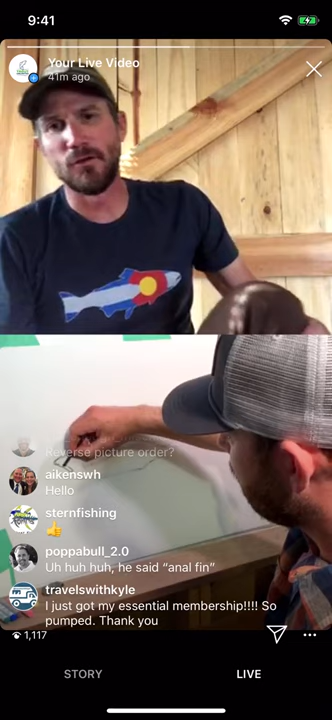 9:41
Your Live Video
41m ago
Reverse picture order?
aikenswh
Hello
sternfishing
👍
poppabull_2.0
Uh huh huh, he said “anal fin”
travelswithkyle
I just got my essential membership!!!! So
pumped. Thank you
1,117
STORY
LIVE